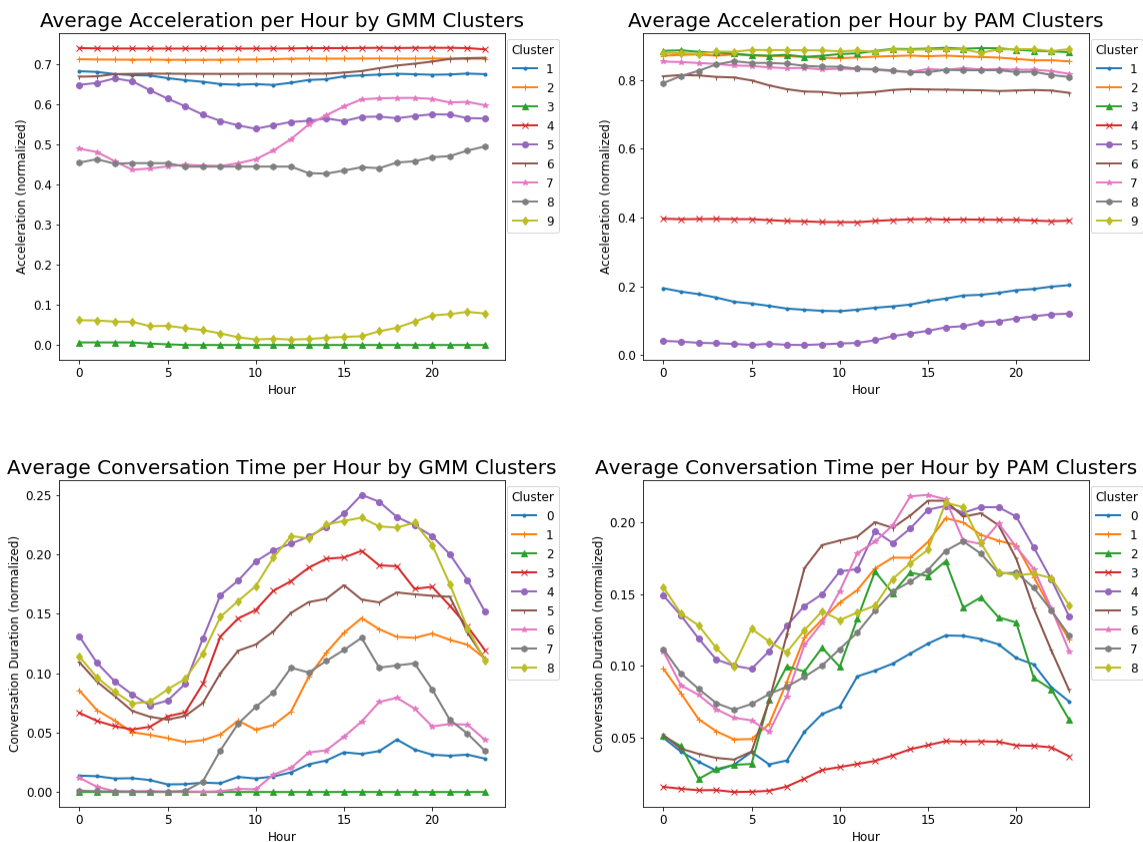 Average Acceleration per Hour by GMM Clusters
Acceleration (normalized)
0.7
0.6
0.5
0.4
0.3
0.2
0.1
0.0
0 5 10 15 20
Hour
Cluster
1
2
3
4
5
6
7
8
9
Average Acceleration per Hour by PAM Clusters
Acceleration (normalized)
0.8
0.6
0.4
0.2
0.0
0 5 10 15 20
Hour
Cluster
1
2
3
4
5
6
7
8
9
Average Conversation Time per Hour by GMM Clusters
Conversation Duration (normalized)
0.25
0.20
0.15
0.10
0.05
0.00
0 5 10 15 20
Hour
Cluster
0
1
2
3
4
5
6
7
8
Average Conversation Time per Hour by PAM Clusters
Conversation Duration (normalized)
0.20
0.15
0.10
0.05
0 5 10 15 20
Hour
Cluster
0
1
2
3
4
5
6
7
8